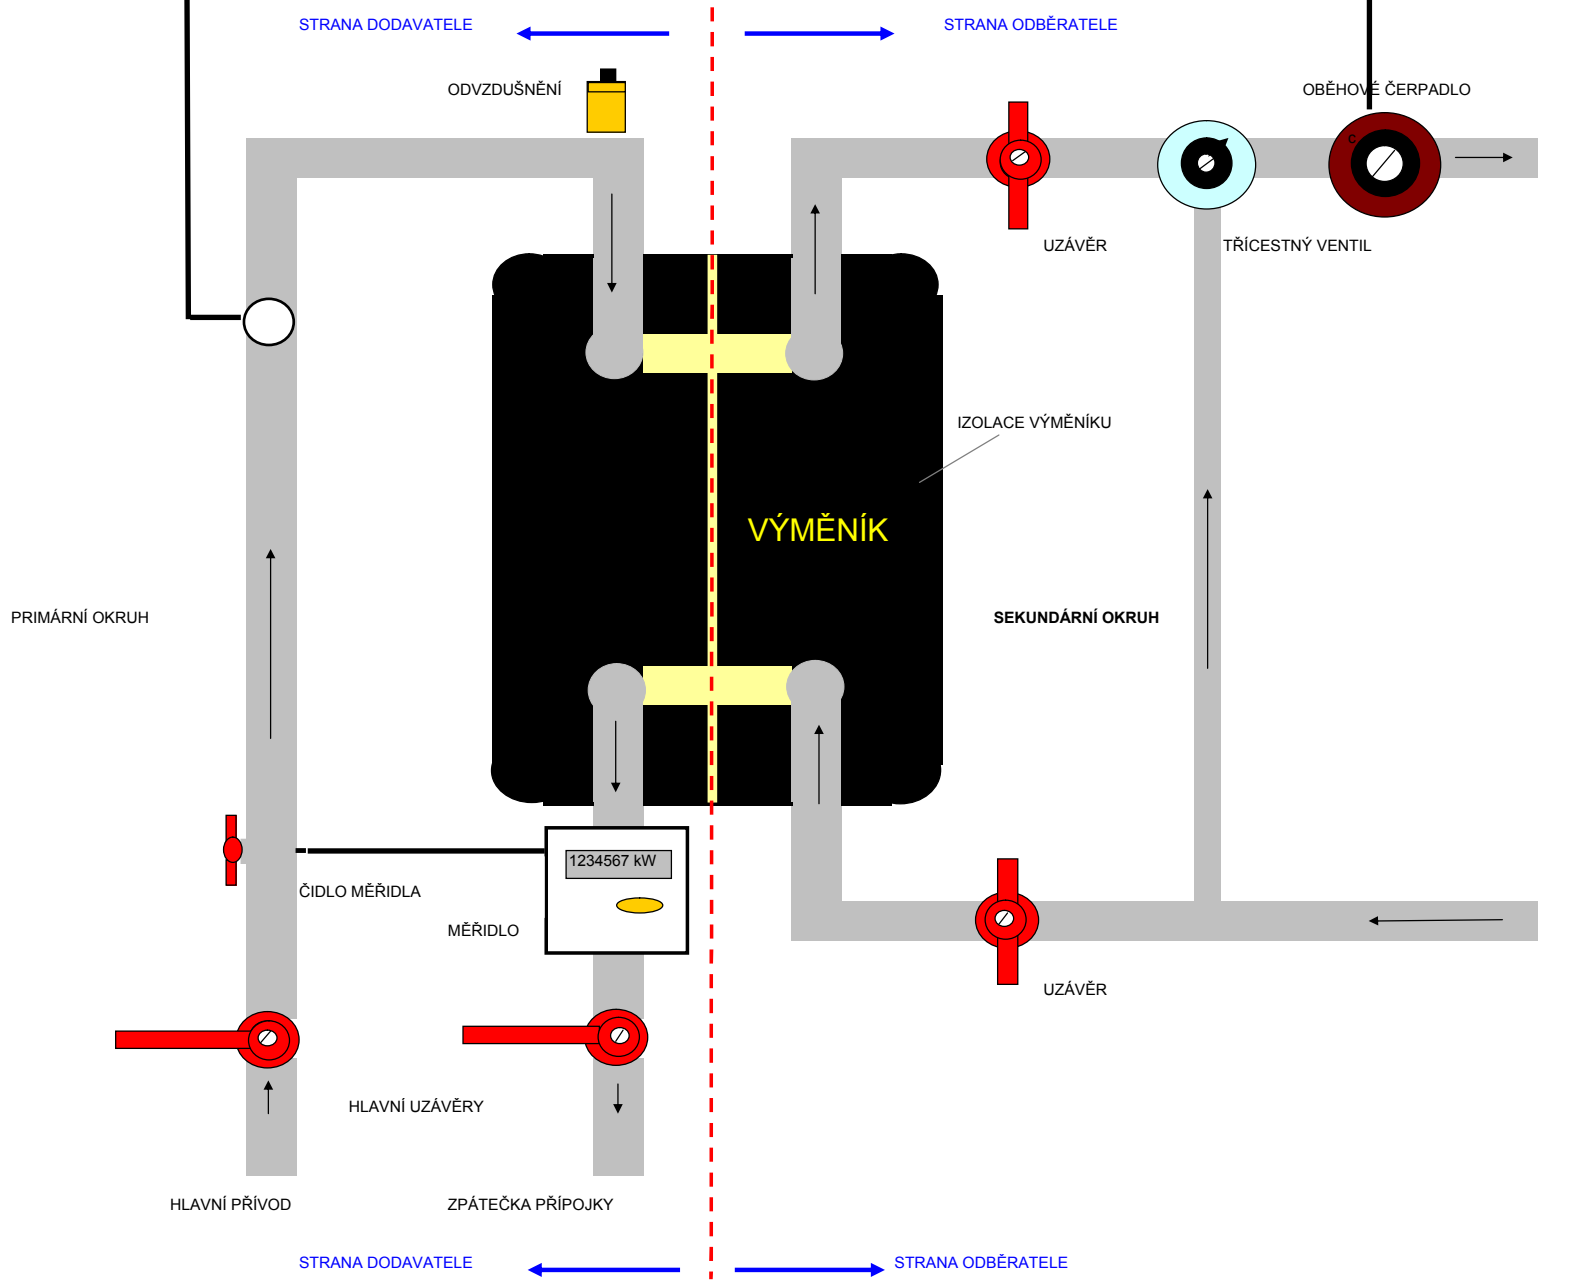 STRANA DODAVATELE
STRANA ODBĚRATELE
ODVZDUŠNĚNÍ
OBĚHOVÉ ČERPADLO
C
UZÁVĚR
TŘÍCESTNÝ VENTIL
IZOLACE VÝMĚNÍKU
VÝMĚNÍK
PRIMÁRNÍ OKRUH
SEKUNDÁRNÍ OKRUH
1234567 kW
ČIDLO MĚŘIDLA
MĚŘIDLO
UZÁVĚR
HLAVNÍ UZÁVĚRY
HLAVNÍ PŘÍVOD
ZPÁTEČKA PŘÍPOJKY
STRANA DODAVATELE
STRANA ODBĚRATELE